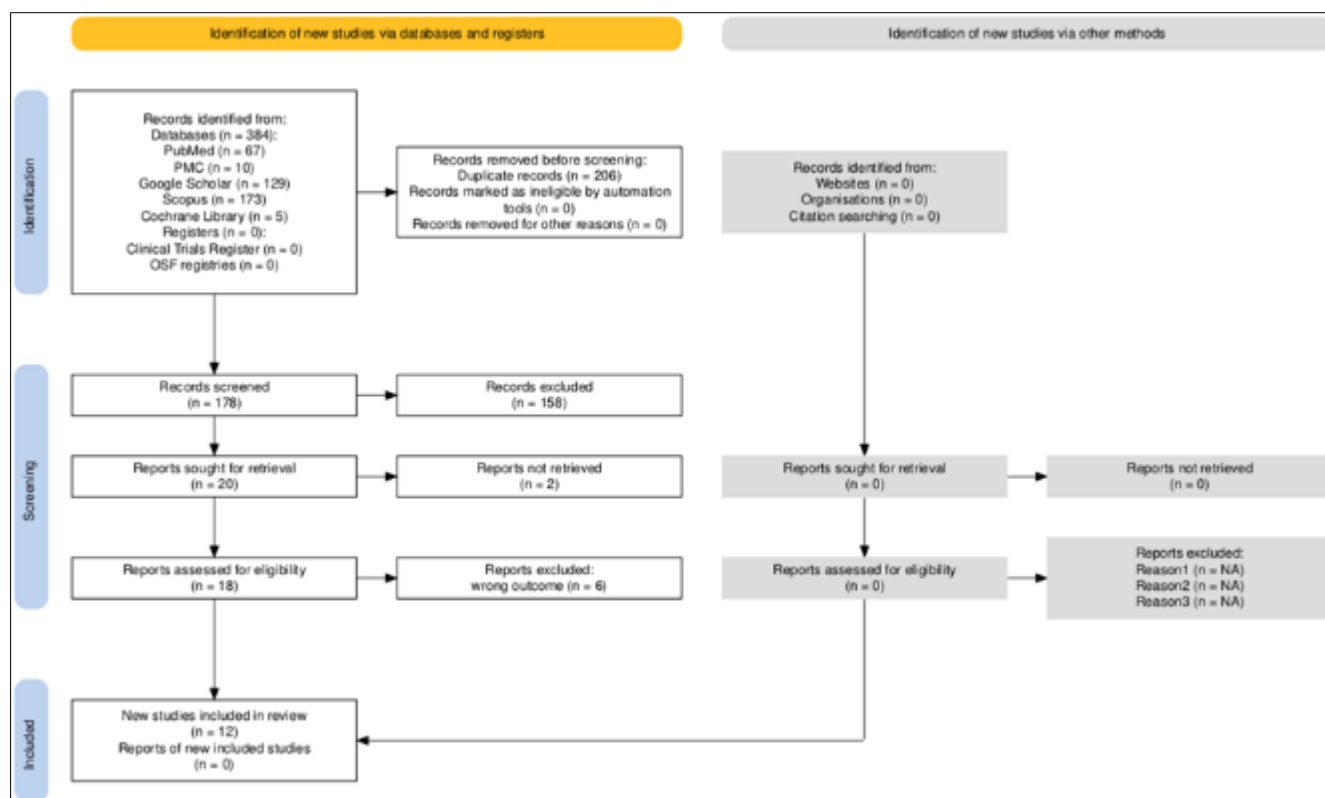 Identification of new studies via databases and registers
Identification of new studies via other methods
Identification
Records identified from:
Databases (n = 384):
PubMed (n = 67)
PMC (n = 10)
Google Scholar (n = 129)
Scopus (n = 173)
Cochrane Library (n = 5)
Registers (n = 0):
Clinical Trials Register (n = 0)
OSF registries (n = 0)
Records removed before screening:
Duplicate records (n = 206)
Records marked as ineligible by automation
tools (n = 0)
Records removed for other reasons (n = 0)
Records identified from:
Websites (n = 0)
Organisations (n = 0)
Citation searching (n = 0)
Screening
Records screened
(n = 178)
Records excluded
(n = 158)
Reports sought for retrieval
(n = 20)
Reports not retrieved
(n = 2)
Reports sought for retrieval
(n = 0)
Reports not retrieved
(n = 0)
Reports assessed for eligibility
(n = 18)
Reports excluded:
wrong outcome (n = 6)
Reports assessed for eligibility
(n = 0)
Reports excluded:
Reason1 (n = NA)
Reason2 (n = NA)
Reason3 (n = NA)
Included
New studies included in review
(n = 12)
Reports of new included studies
(n = 0)